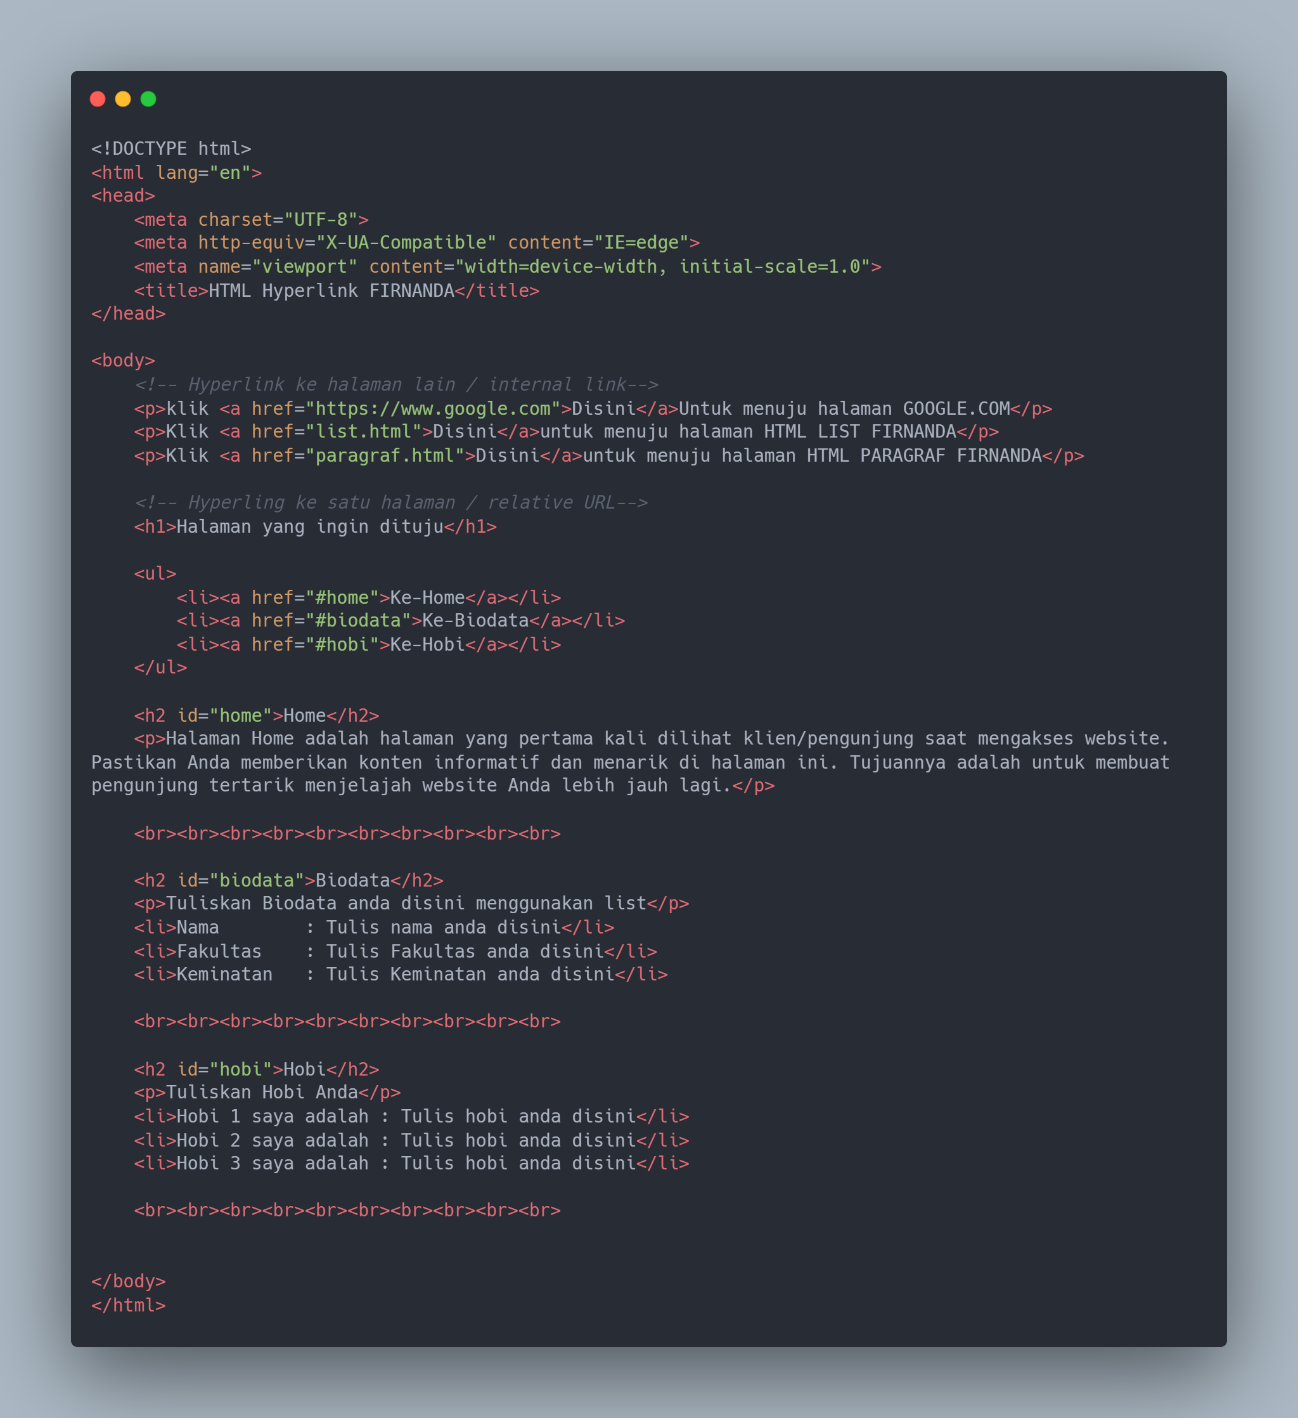 <!DOCTYPE html>
<html lang="en">
<head>
    <meta charset="UTF-8">
    <meta http-equiv="X-UA-Compatible" content="IE=edge">
    <meta name="viewport" content="width=device-width, initial-scale=1.0">
    <title>HTML Hyperlink FIRNANDA</title>
</head>

<body>
    <!-- Hyperlink ke halaman lain / internal link-->
    <p>klik <a href="https://www.google.com">Disini</a>Untuk menuju halaman GOOGLE.COM</p>
    <p>Klik <a href="list.html">Disini</a>untuk menuju halaman HTML LIST FIRNANDA</p>
    <p>Klik <a href="paragraf.html">Disini</a>untuk menuju halaman HTML PARAGRAF FIRNANDA</p>

    <!-- Hyperling ke satu halaman / relative URL-->
    <h1>Halaman yang ingin dituju</h1>

    <ul>
        <li><a href="#home">Ke-Home</a></li>
        <li><a href="#biodata">Ke-Biodata</a></li>
        <li><a href="#hobi">Ke-Hobi</a></li>
    </ul>

    <h2 id="home">Home</h2>
    <p>Halaman Home adalah halaman yang pertama kali dilihat klien/pengunjung saat mengakses website.
Pastikan Anda memberikan konten informatif dan menarik di halaman ini. Tujuannya adalah untuk membuat
pengunjung tertarik menjelajah website Anda lebih jauh lagi.</p>

    <br><br><br><br><br><br><br><br><br><br>

    <h2 id="biodata">Biodata</h2>
    <p>Tuliskan Biodata anda disini menggunakan list</p>
    <li>Nama        : Tulis nama anda disini</li>
    <li>Fakultas    : Tulis Fakultas anda disini</li>
    <li>Keminatan   : Tulis Keminatan anda disini</li>

    <br><br><br><br><br><br><br><br><br><br>

    <h2 id="hobi">Hobi</h2>
    <p>Tuliskan Hobi Anda</p>
    <li>Hobi 1 saya adalah : Tulis hobi anda disini</li>
    <li>Hobi 2 saya adalah : Tulis hobi anda disini</li>
    <li>Hobi 3 saya adalah : Tulis hobi anda disini</li>

    <br><br><br><br><br><br><br><br><br><br>


</body>
</html>